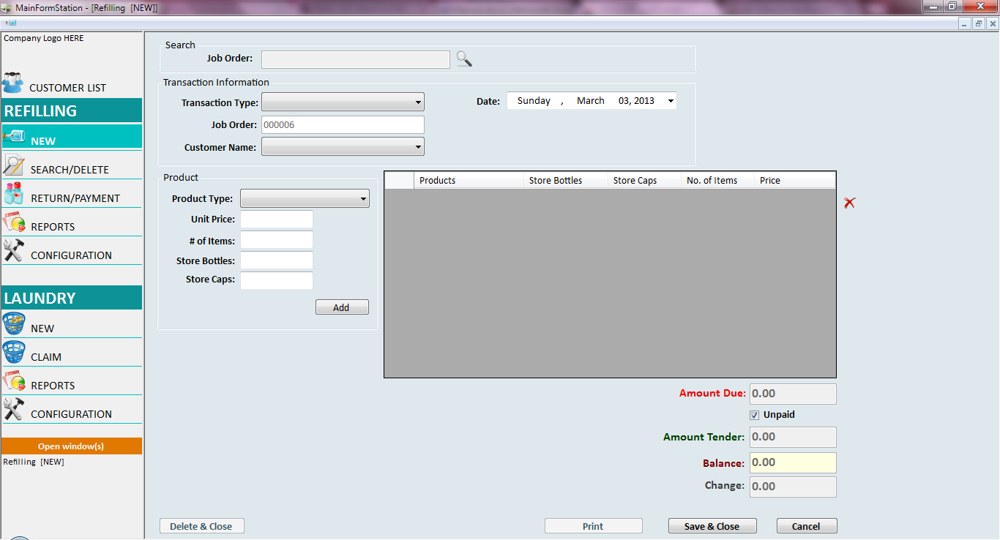 MainFormStation - [Refilling [NEW]]
Company Logo HERE
CUSTOMER LIST
REFILLING
NEW
SEARCH/DELETE
RETURN/PAYMENT
REPORTS
CONFIGURATION
LAUNDRY
NEW
CLAIM
REPORTS
CONFIGURATION
Open window(s)
Refilling [NEW]
Search
Job Order:
Transaction Information
Transaction Type:
Date: Sunday , March 03, 2013
Job Order: 000006
Customer Name:
Product
Product Type:
Unit Price:
# of Items:
Store Bottles:
Store Caps:
Add
Products Store Bottles Store Caps No. of Items Price
Amount Due: 0.00
Unpaid
Amount Tender: 0.00
Balance: 0.00
Change: 0.00
Delete & Close Print Save & Close Cancel